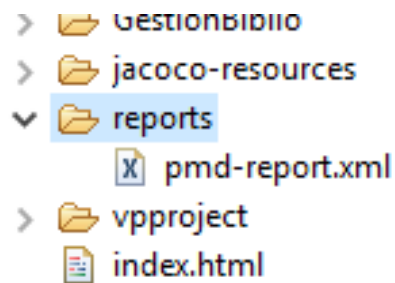 GestionBiblio
jacoco-resources
reports
pmd-report.xml
vpproject
index.html